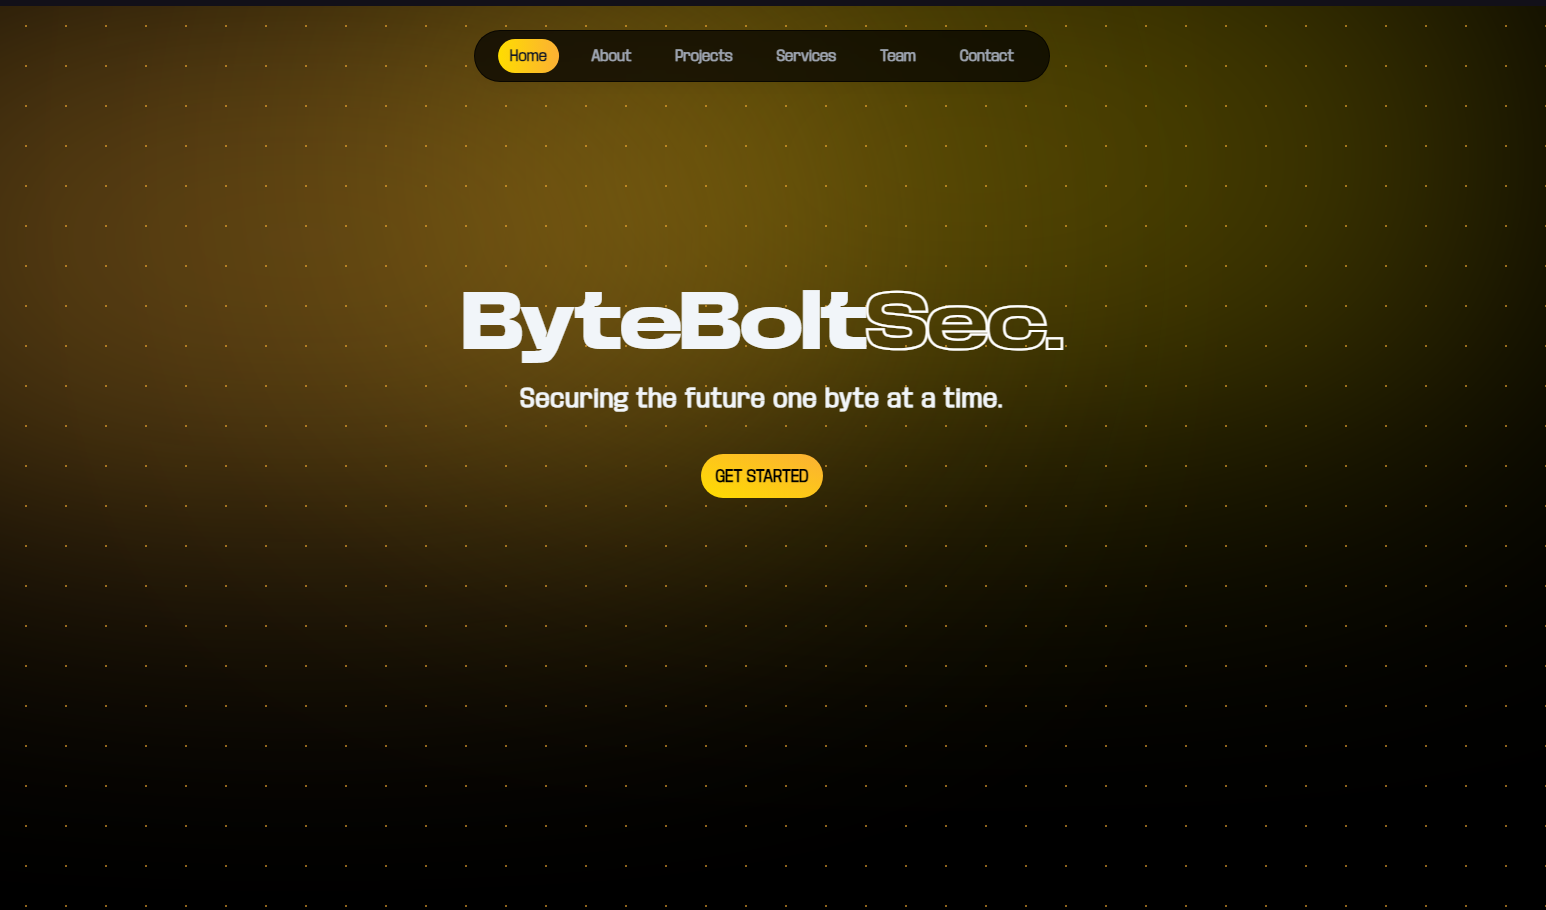 Home About Projects Services Team Contact
ByteBoltSec.
Securing the future one byte at a time.
GET STARTED